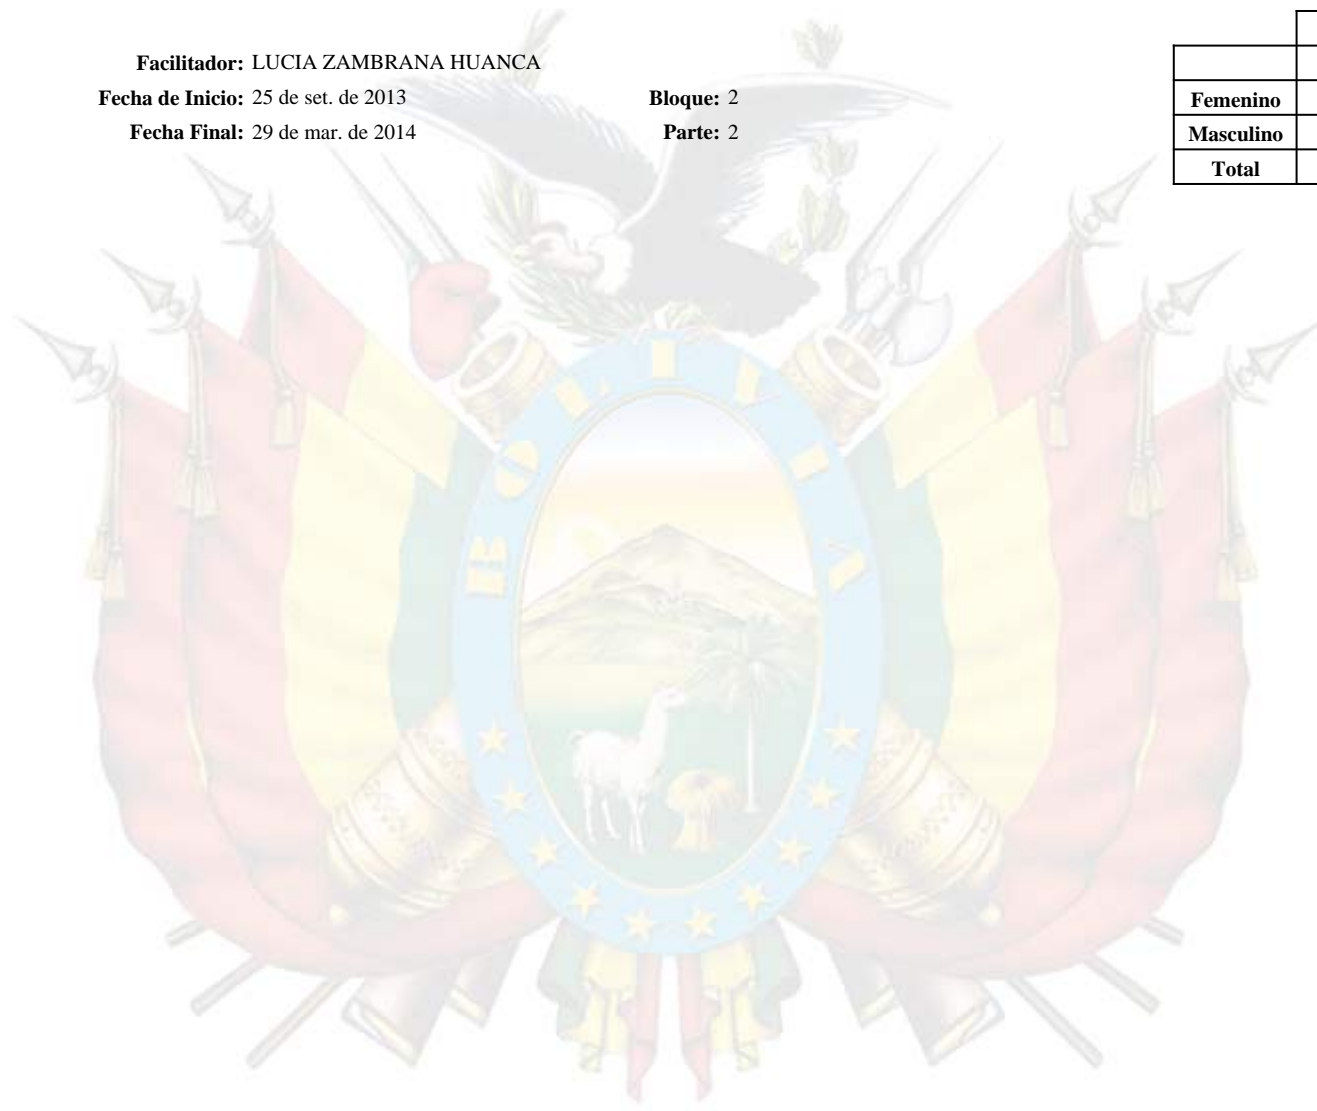 Facilitador: LUCIA ZAMBRANA HUANCA
Fecha de Inicio: 25 de set. de 2013 Bloque: 2
Fecha Final: 29 de mar. de 2014 Parte: 2
Femenino
Masculino
Total
BOLIVIA